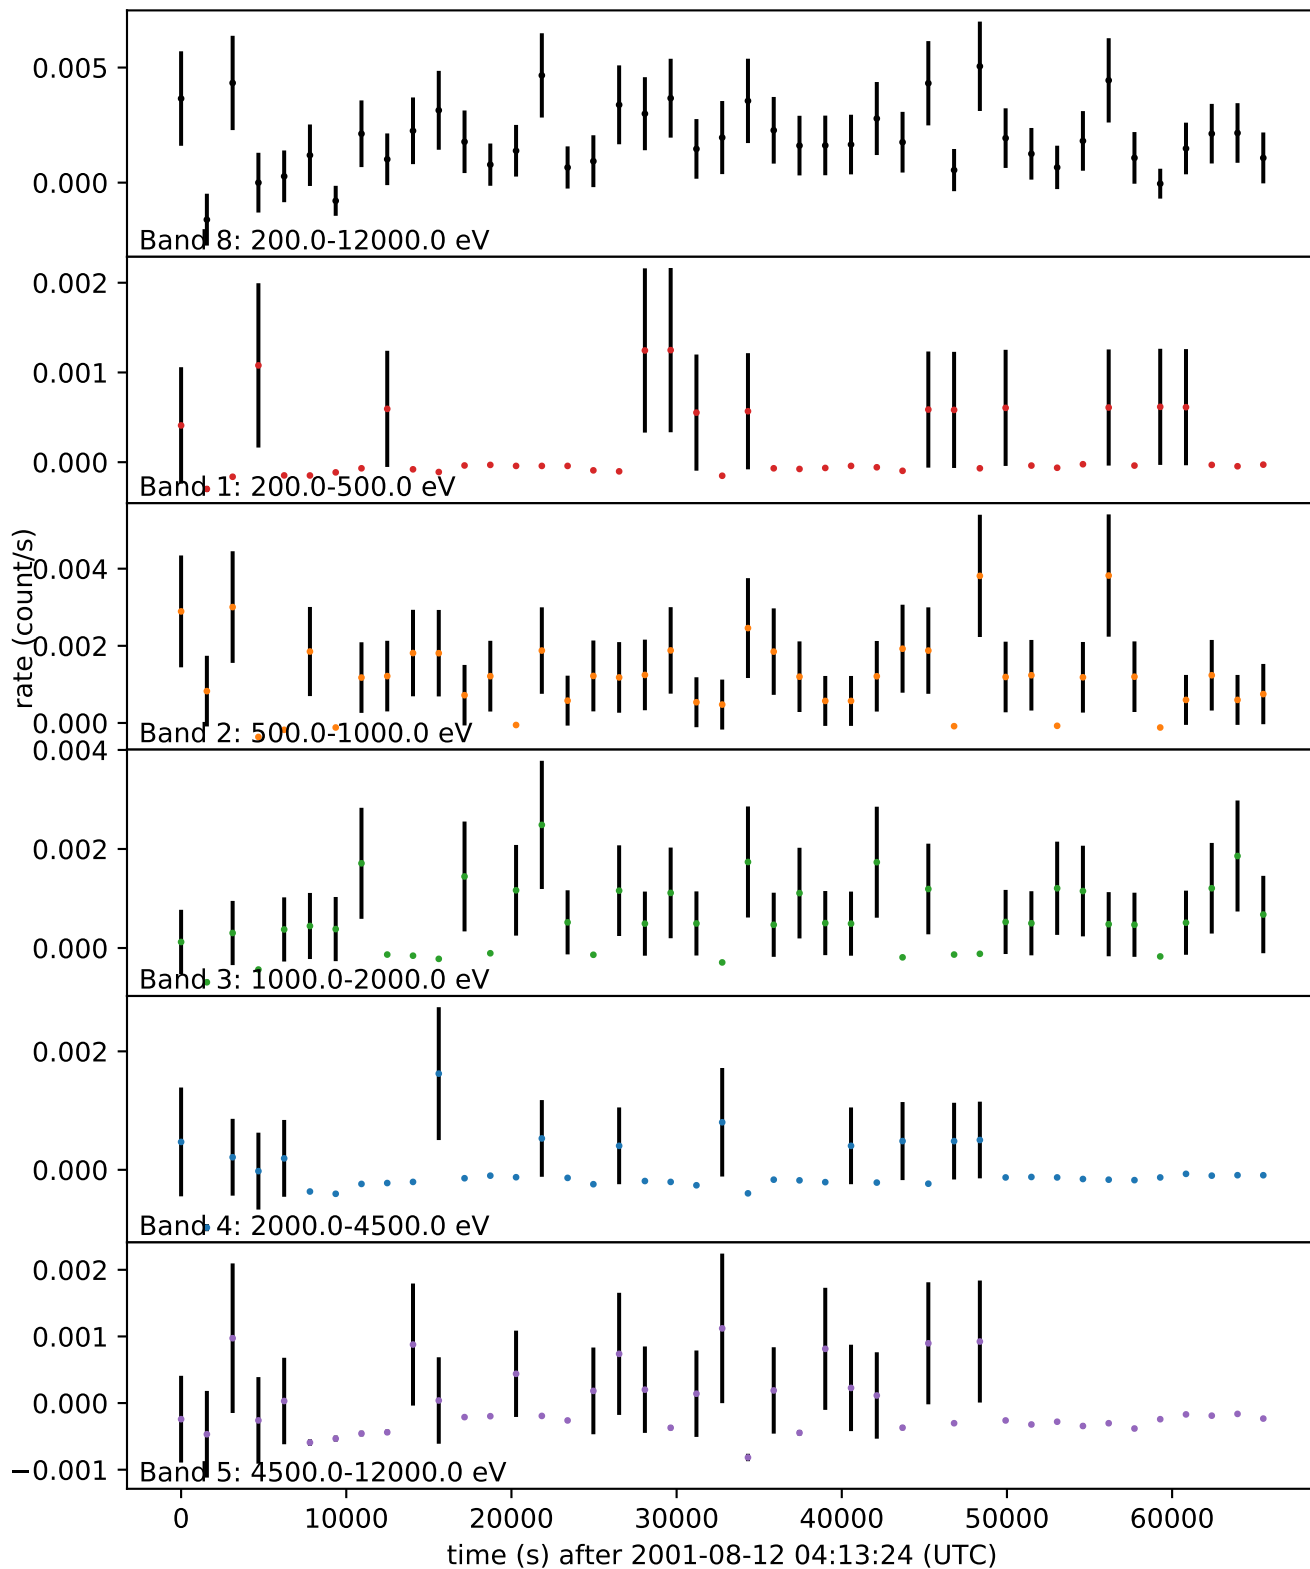 0.005
0.000
Band 8: 200.0-12000.0 eV
0.002
0.001
0.000
Band 1: 200.0-500.0 eV
rate (count/s)
0.004
0.002
0.000
Band 2: 500.0-1000.0 eV
0.004
0.002
0.000
Band 3: 1000.0-2000.0 eV
0.002
0.000
Band 4: 2000.0-4500.0 eV
0.002
0.001
0.000
−0.001
Band 5: 4500.0-12000.0 eV
0 10000 20000 30000 40000 50000 60000
time (s) after 2001-08-12 04:13:24 (UTC)